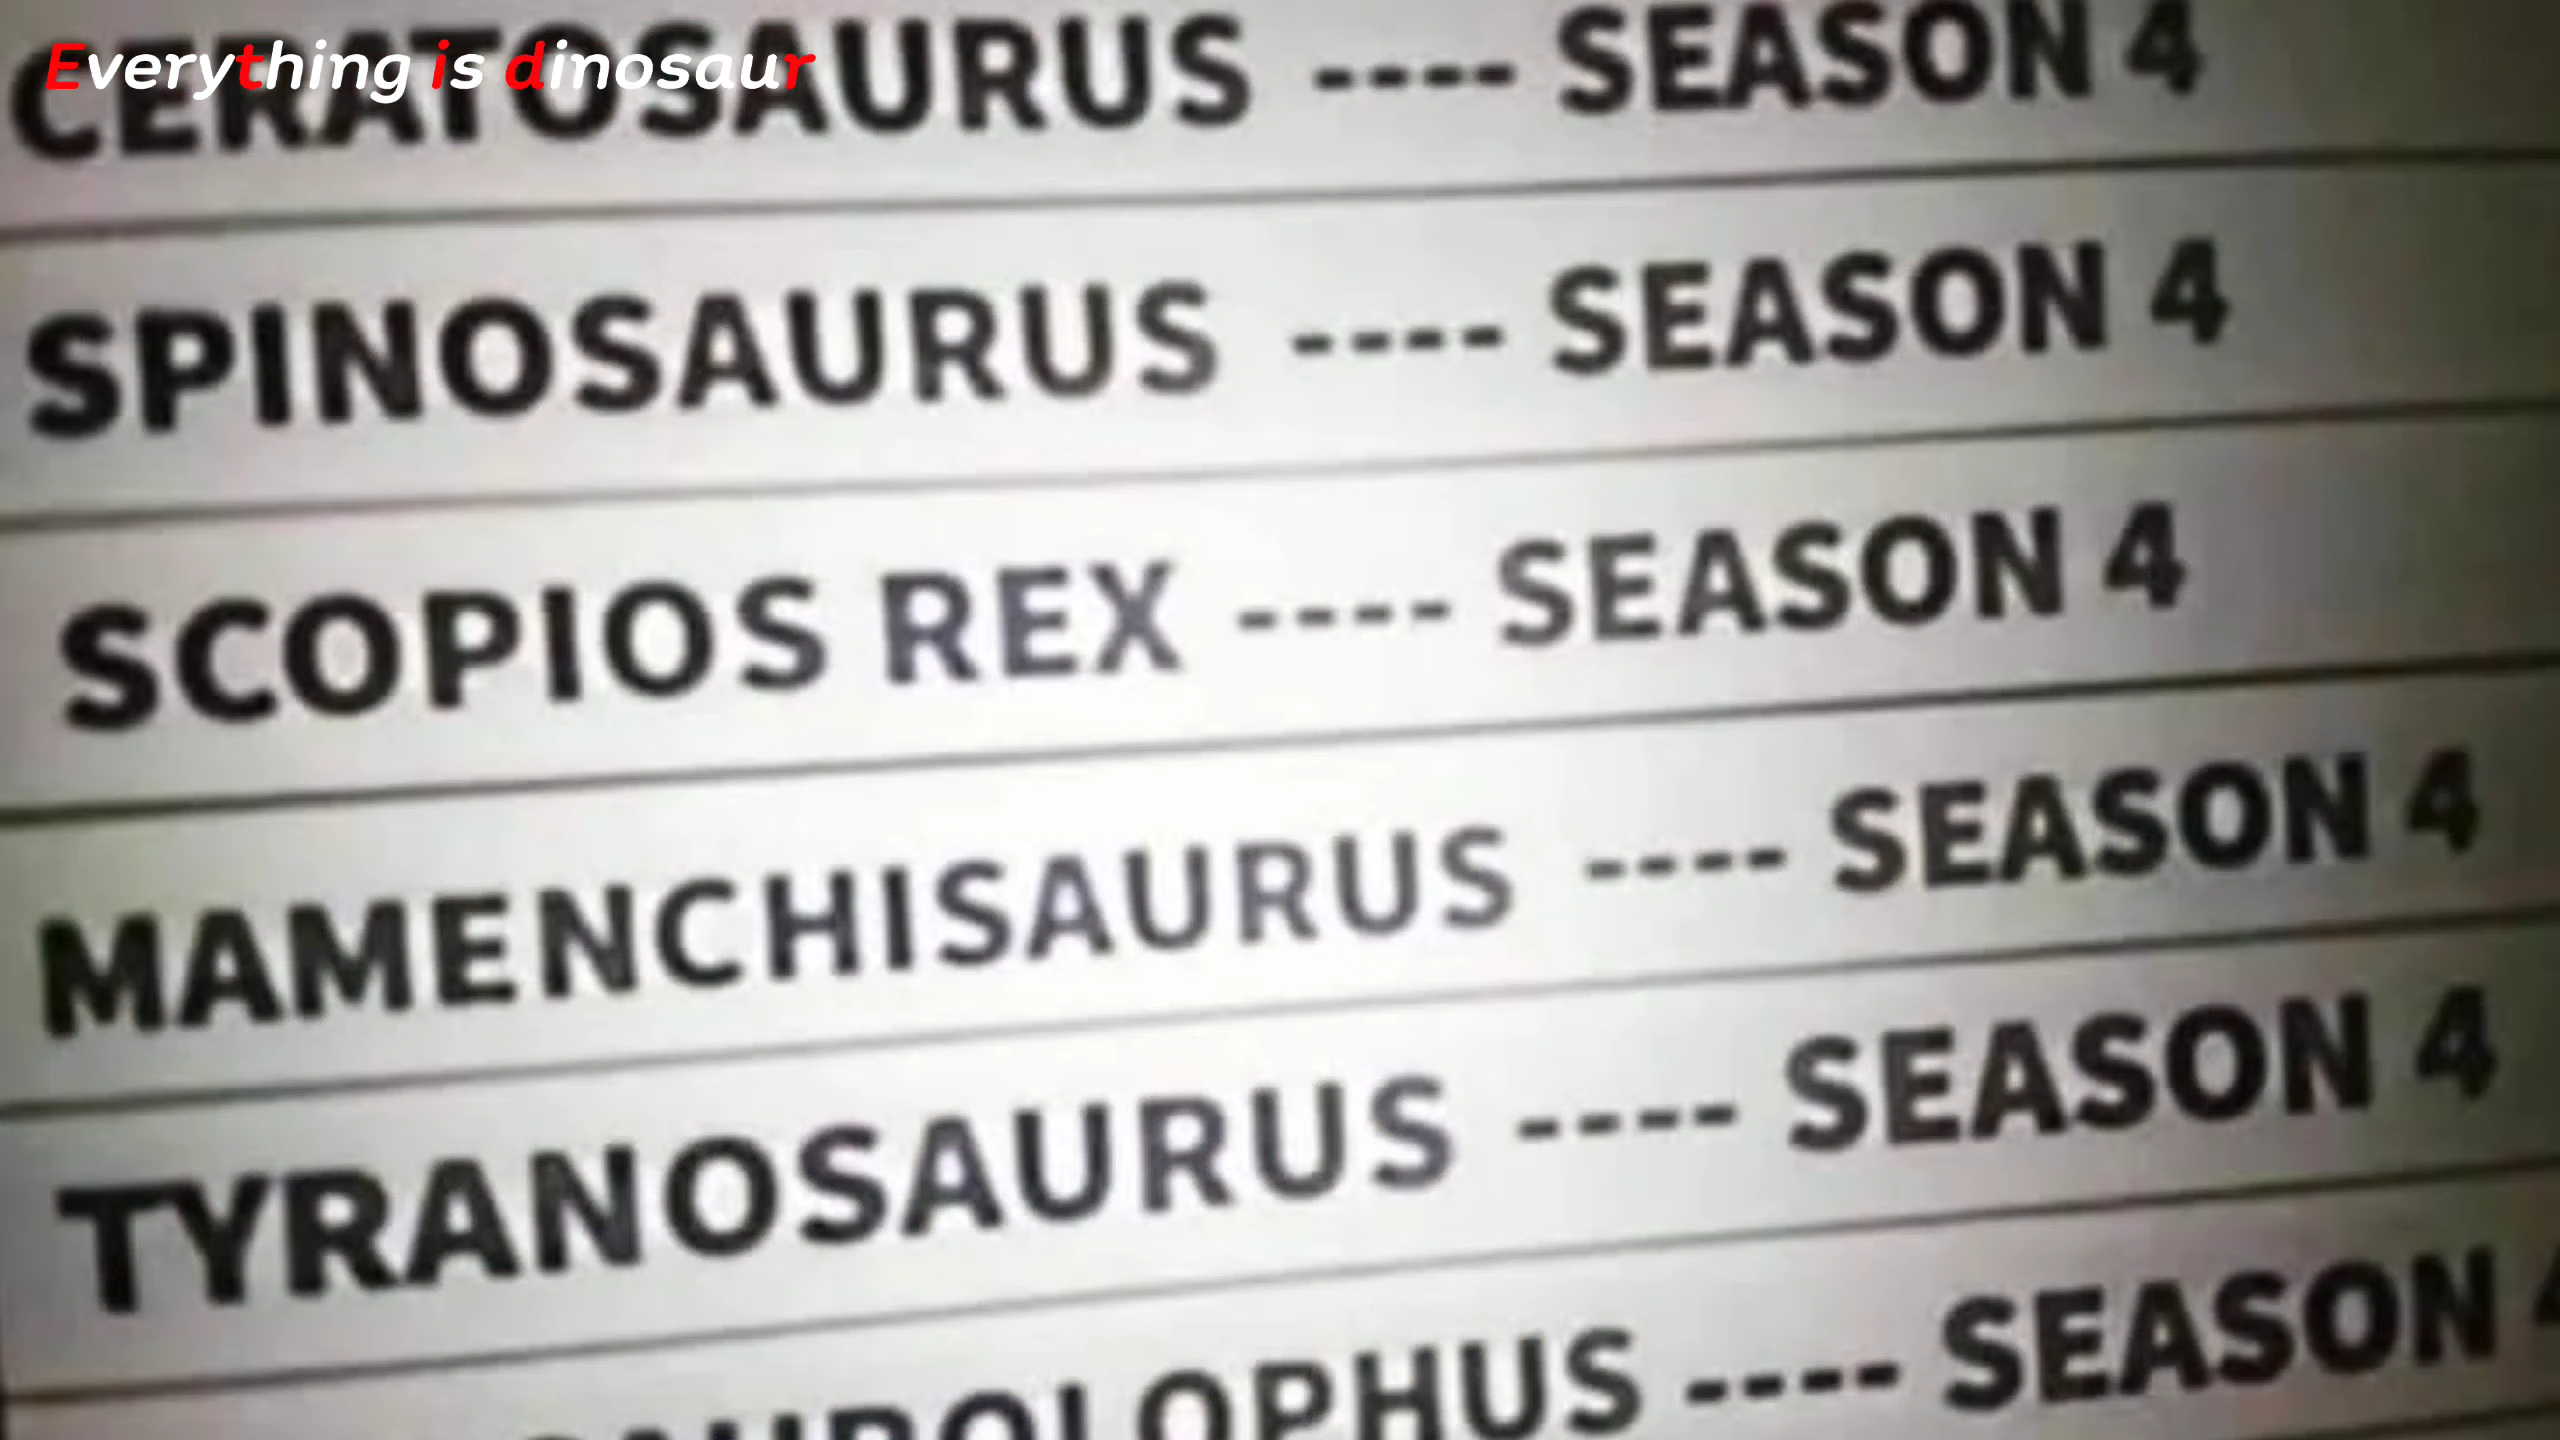 Everything is dinosaur
CERATOSAURUS ---- SEASON 4
SPINOSAURUS ---- SEASON 4
SCOPIOS REX ---- SEASON 4
MAMENCHISAURUS ---- SEASON 4
TYRANOSAURUS ---- SEASON 4
---- SEASON 4